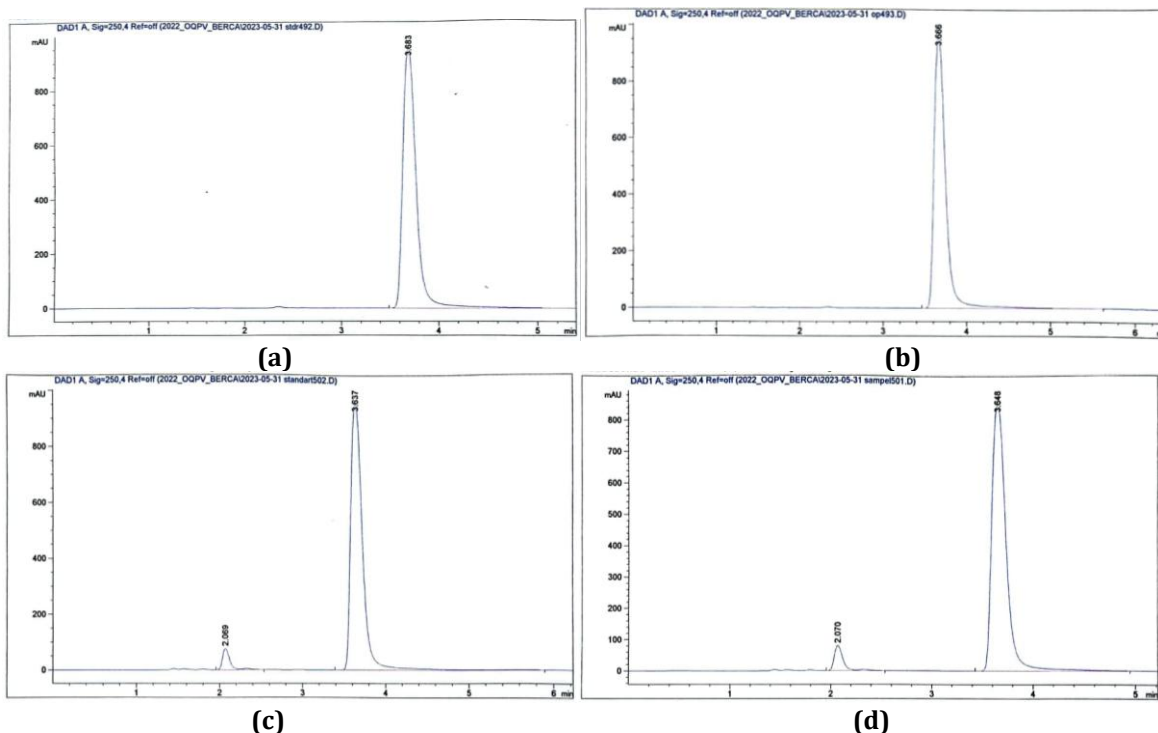 DAD1 A, Sig=250,4 Ref=off (2022_OQPV_BERCA\2023-05-31 stdr492.D)
mAU
3.683
800
600
400
200
0
1 2 3 4 5 min
(a)
DAD1 A, Sig=250,4 Ref=off (2022_OQPV_BERCA\2023-05-31 op493.D)
mAU
3.666
800
600
400
200
0
1 2 3 4 5 6 min
(b)
DAD1 A, Sig=250,4 Ref=off (2022_OQPV_BERCA\2023-05-31 standart502.D)
mAU
3.637
800
600
400
200
2.069
0
1 2 3 4 5 6 min
(c)
DAD1 A, Sig=250,4 Ref=off (2022_OQPV_BERCA\2023-05-31 sampel501.D)
mAU
3.648
800
700
600
500
400
300
200
100
2.070
0
1 2 3 4 5 min
(d)